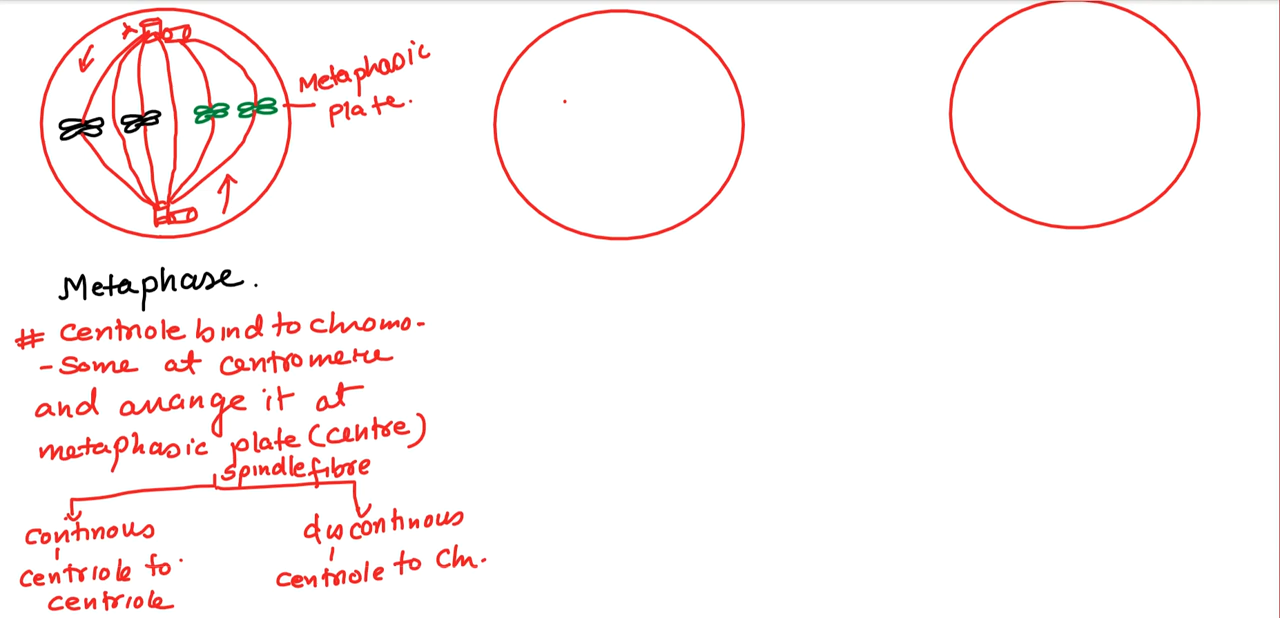 Metaphasic
plate.
Metaphase.
# Centriole bind to chromo-
- Some at centromere
and arrange it at
metaphasic plate (centre)
spindle fibre
continous
discontinous
centriole to
centriole
centriole to Ch.